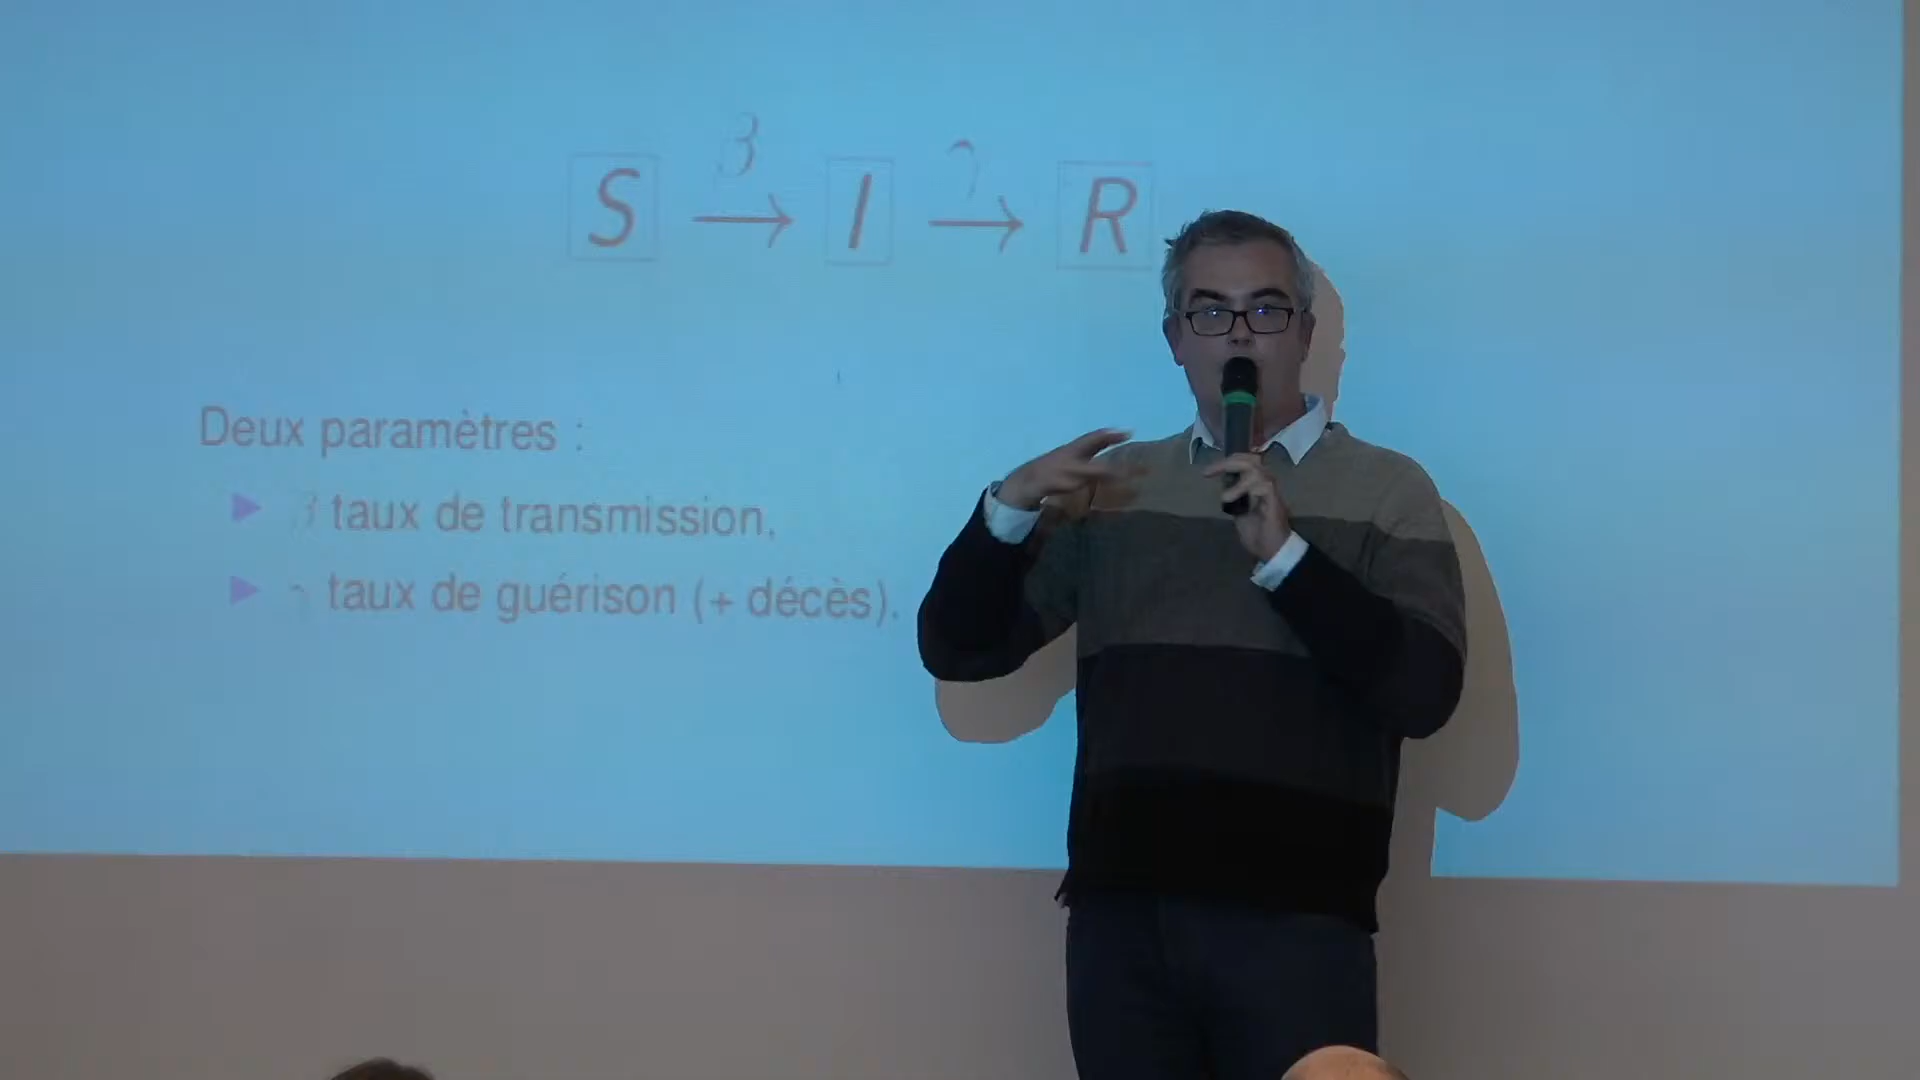 S β→ I γ→ R
Deux paramètres :
▶ β taux de transmission,
▶ γ taux de guérison (+ décès).